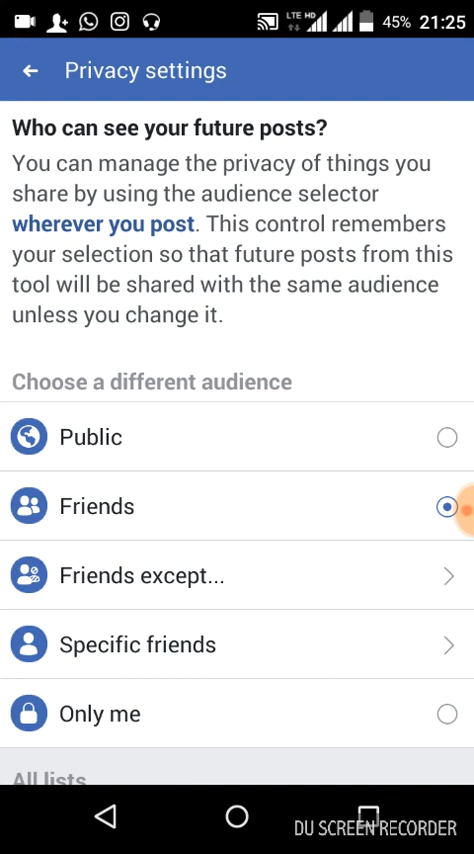 LTE HD 45% 21:25
Privacy settings
Who can see your future posts?
You can manage the privacy of things you
share by using the audience selector
wherever you post. This control remembers
your selection so that future posts from this
tool will be shared with the same audience
unless you change it.
Choose a different audience
Public
Friends
Friends except...
Specific friends
Only me
All lists
DU SCREEN RECORDER